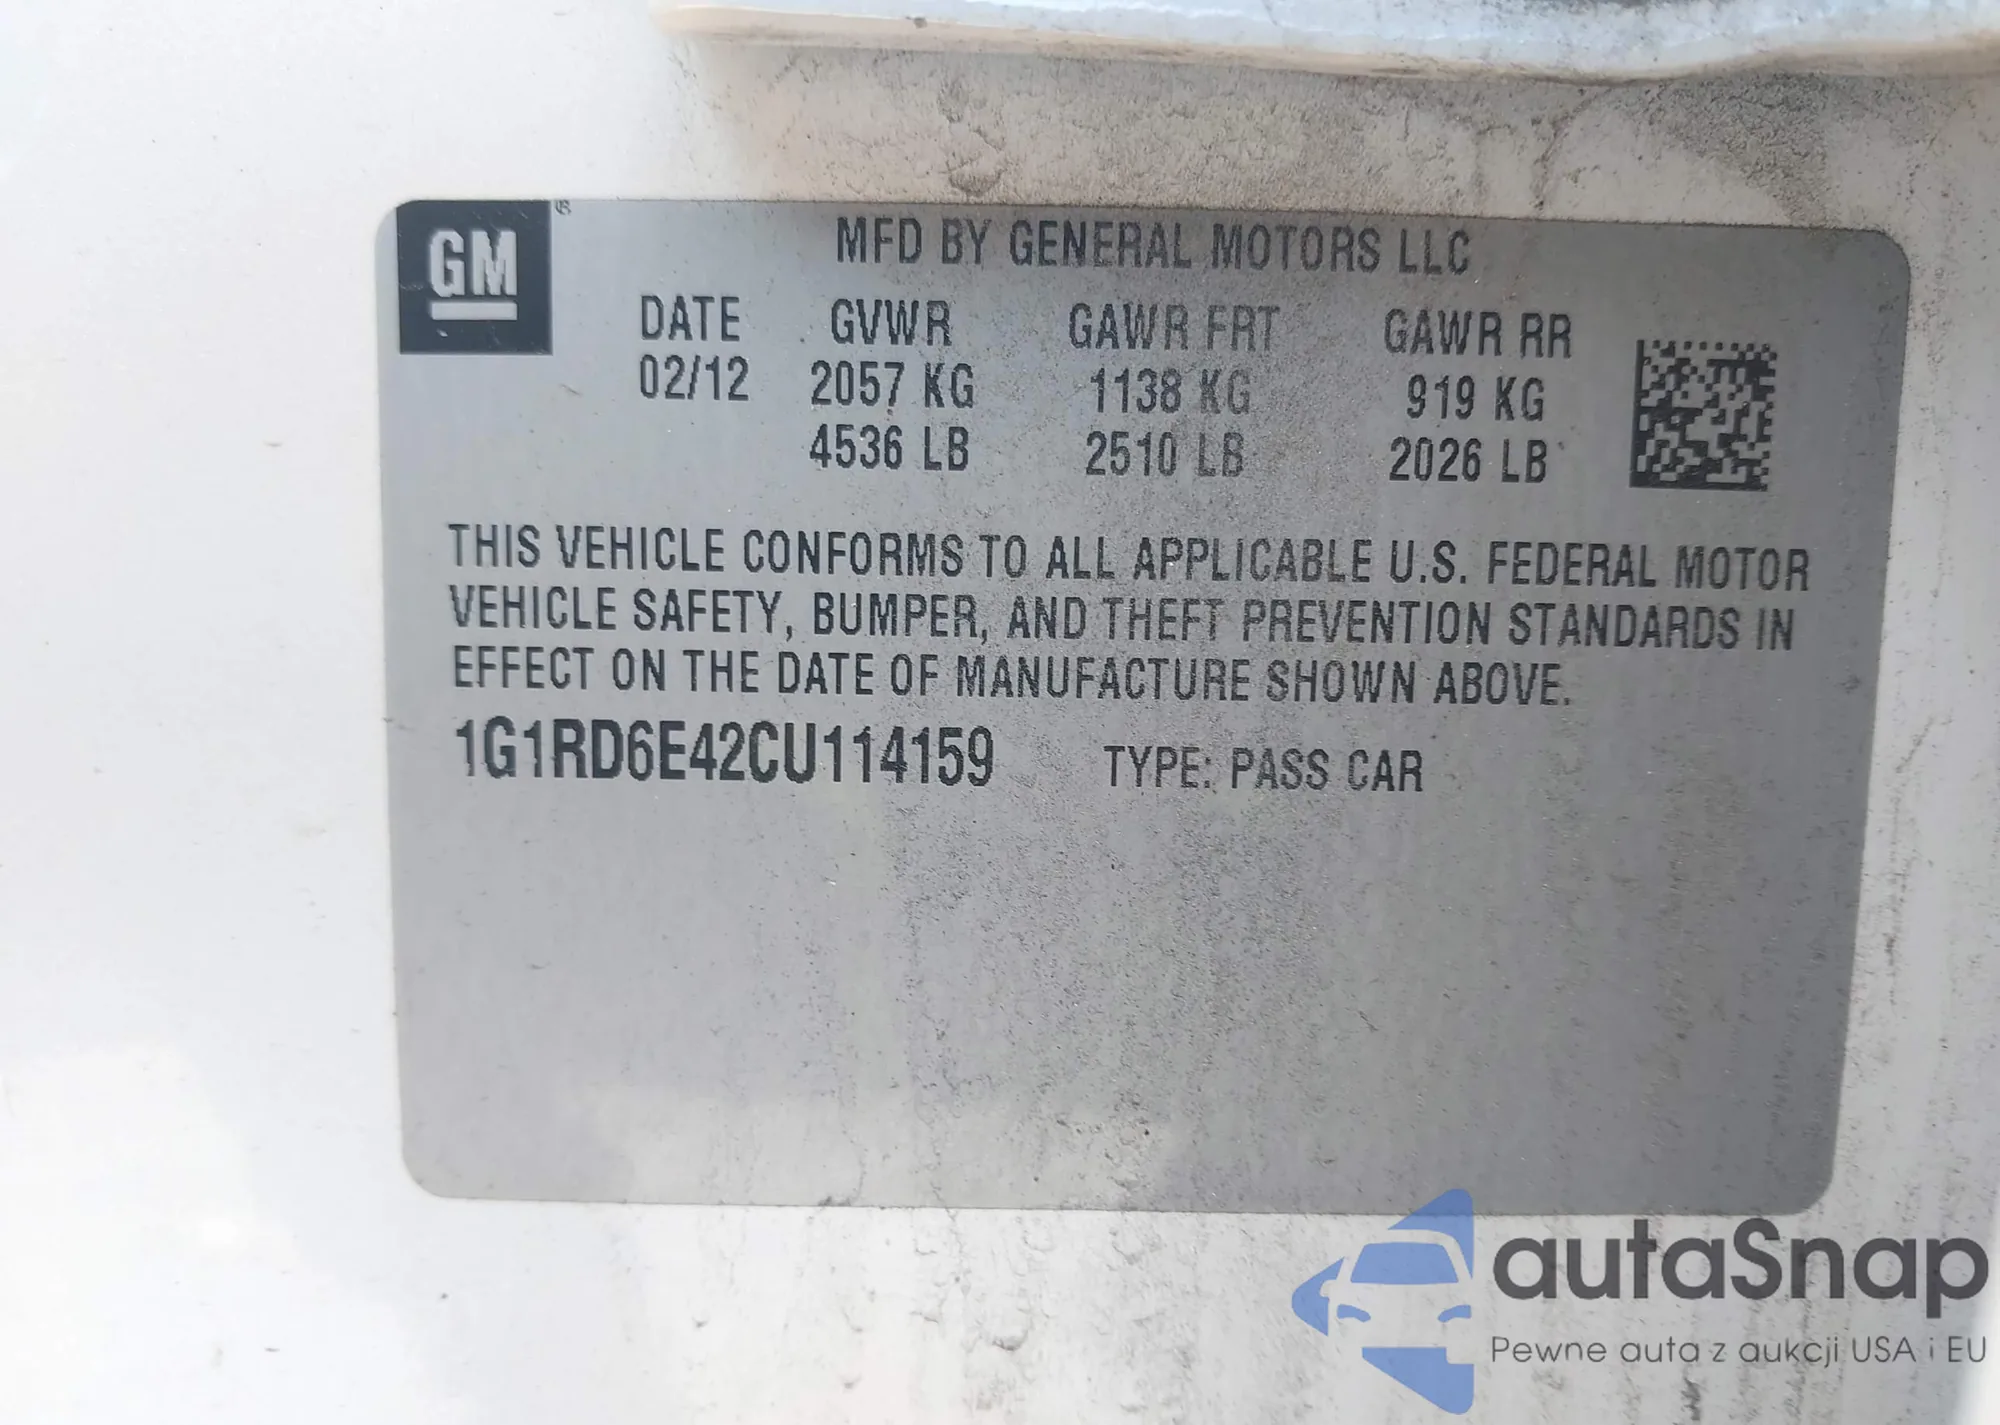 GM ®
MFD BY GENERAL MOTORS LLC
DATE GVWR GAWR FRT GAWR RR
02/12 2057 KG 1138 KG 919 KG
4536 LB 2510 LB 2026 LB
THIS VEHICLE CONFORMS TO ALL APPLICABLE U.S. FEDERAL MOTOR
VEHICLE SAFETY, BUMPER, AND THEFT PREVENTION STANDARDS IN
EFFECT ON THE DATE OF MANUFACTURE SHOWN ABOVE.
1G1RD6E42CU114159 TYPE: PASS CAR
autaSnap
Pewne auta z aukcji USA i EU